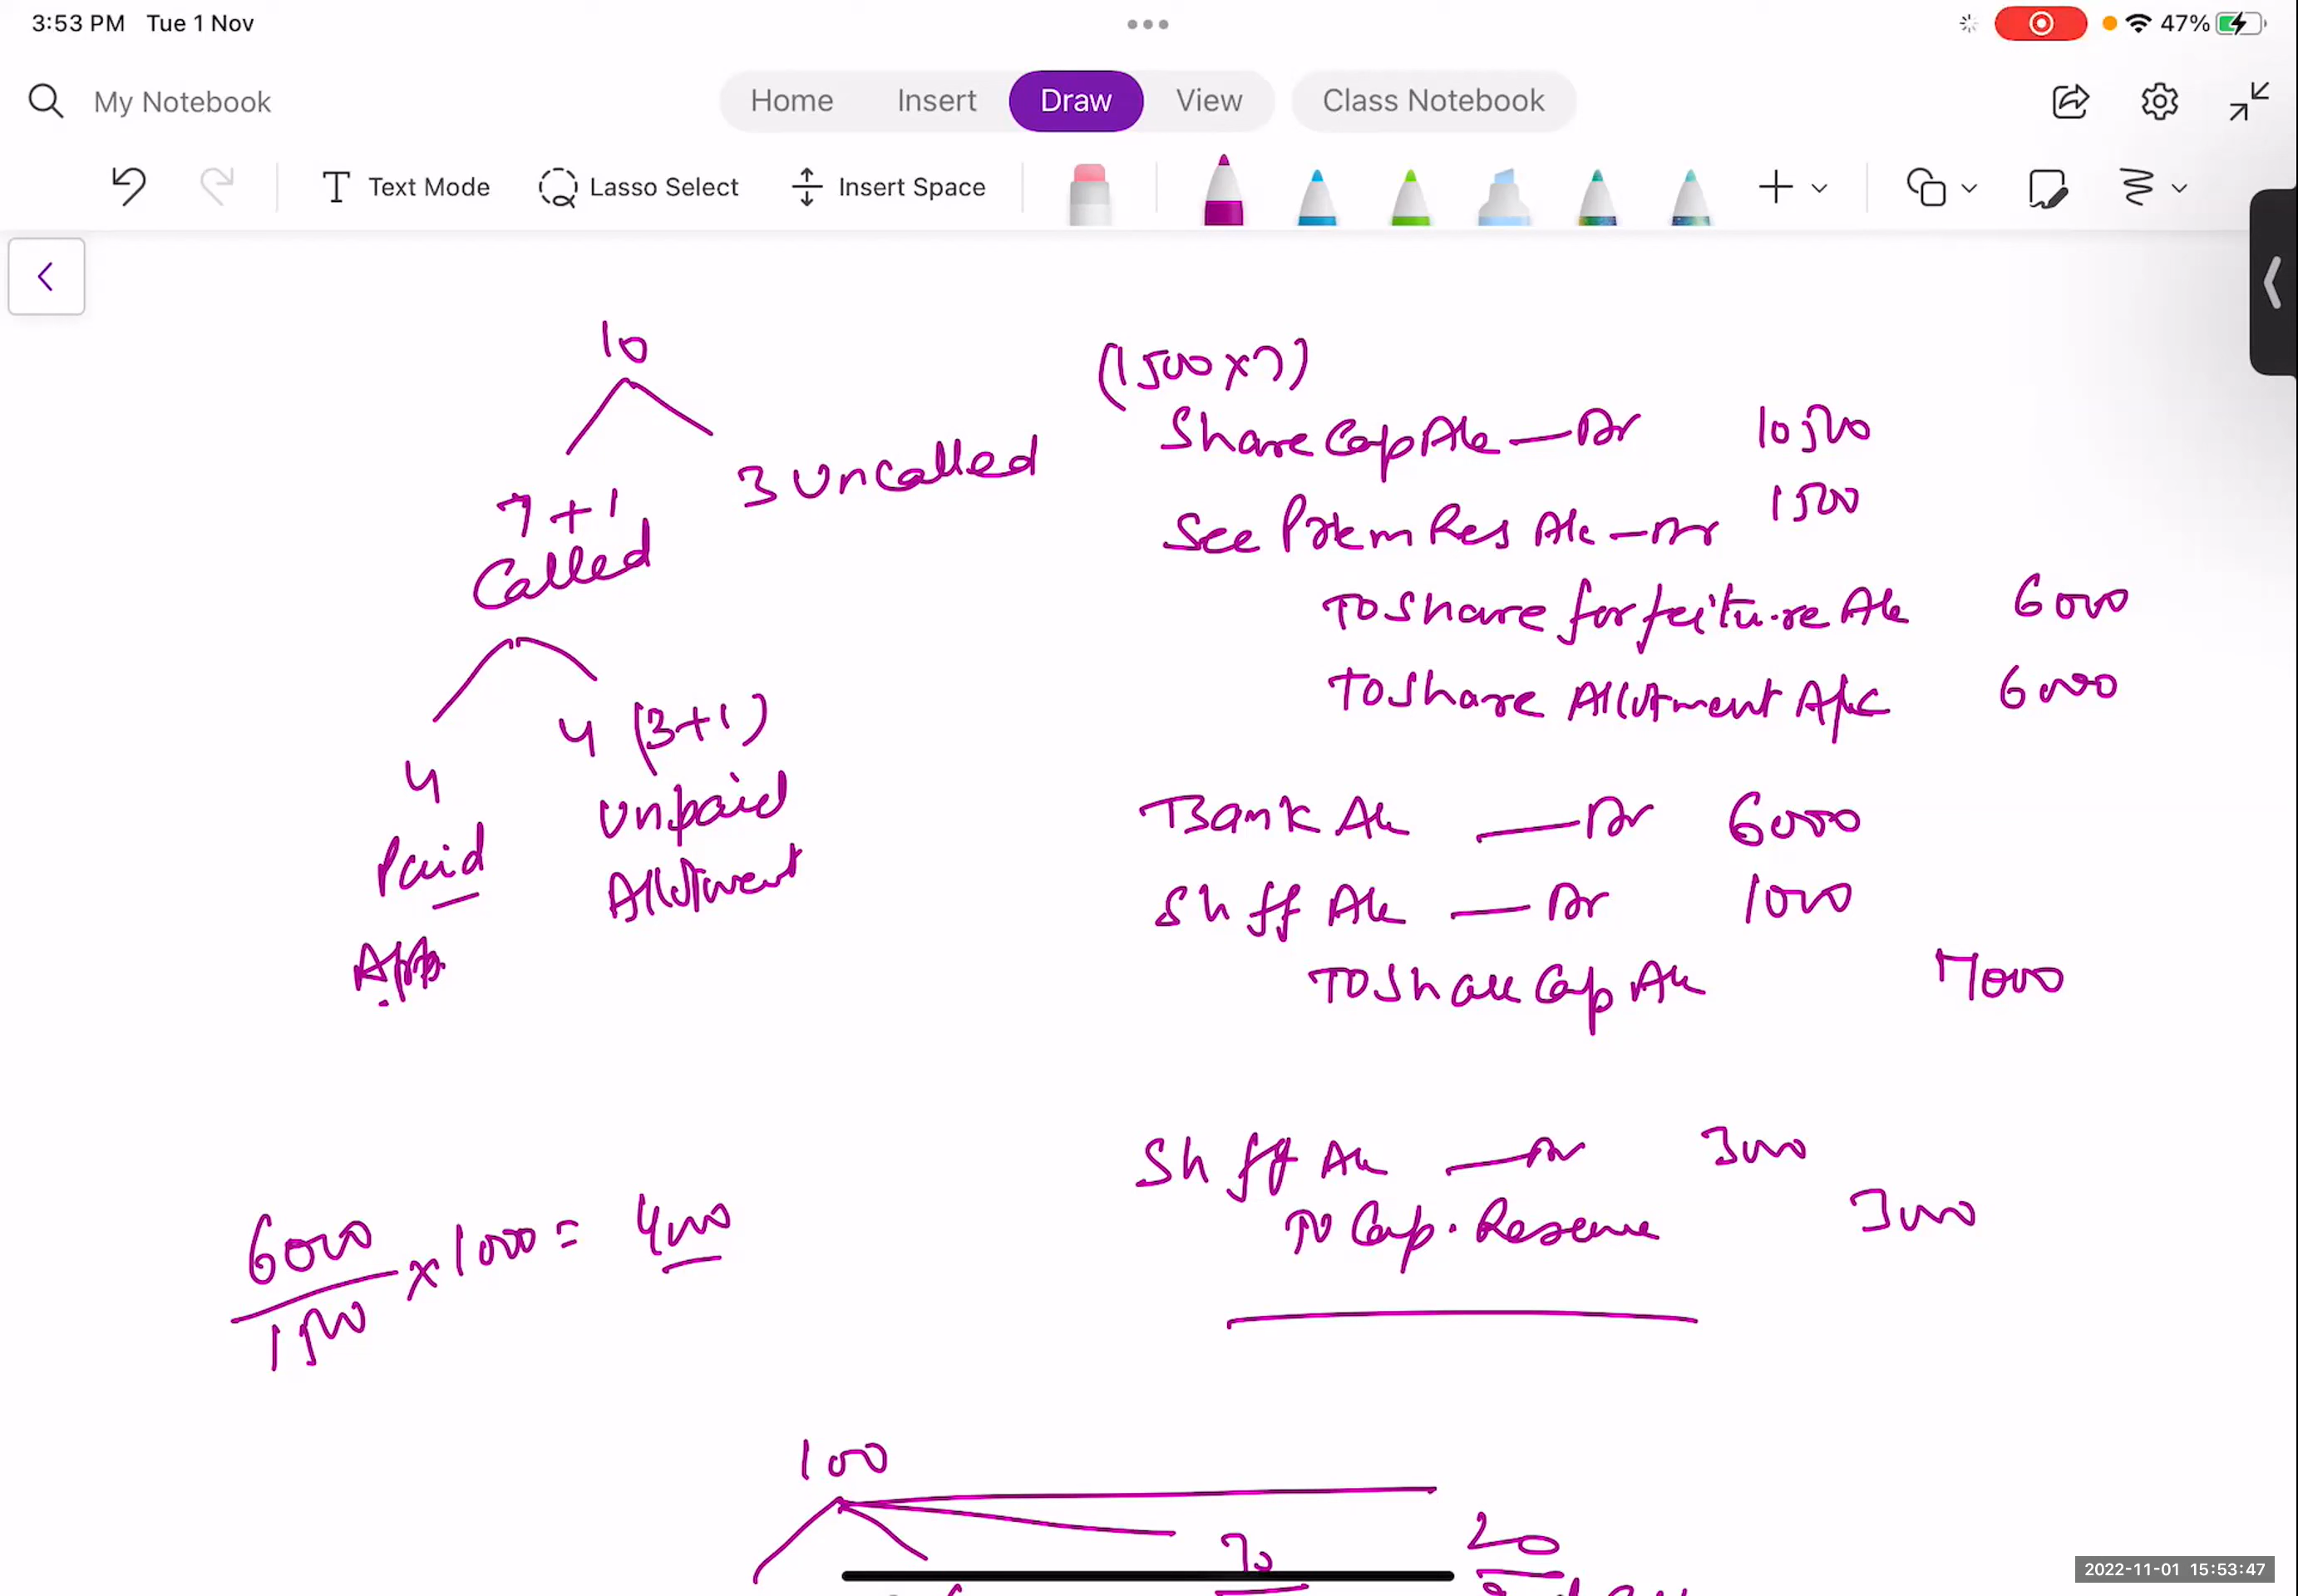 3:53 PM Tue 1 Nov
47%
My Notebook
Home Insert Draw View Class Notebook
Text Mode Lasso Select Insert Space
10
7+1
Called
3 Uncalled
4
Paid
App.
4 (3+1)
Unpaid
Allotment
(1500x7)
Share Cap A/c — Dr 10500
Sec Prem Res A/c — Dr 1500
To Share forfeiture A/c 6000
To Share Allotment A/c 6000
Bank A/c — Dr 6000
Sh ff A/c — Dr 1000
To Share Cap A/c 7000
Sh ff A/c — Dr 3000
To Cap. Reserve 3000
6000
1500
x 1000 = 4000
100
70
20
2022-11-01 15:53:47